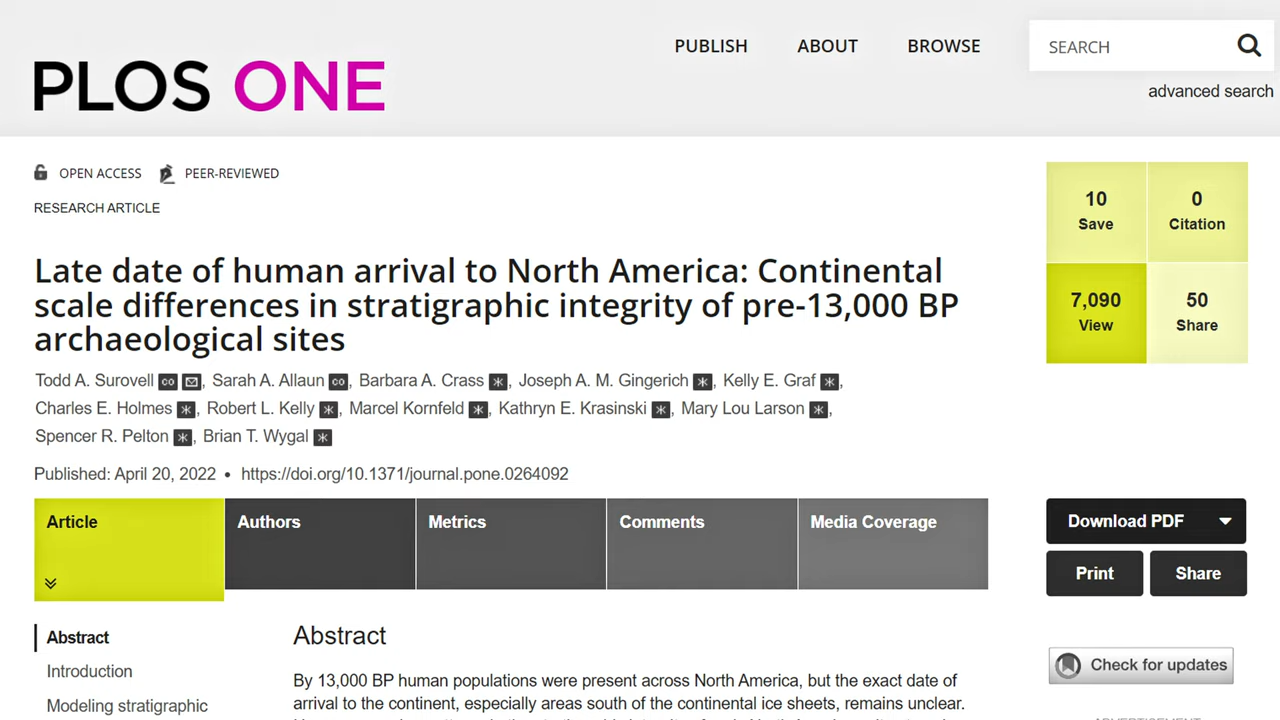 PUBLISH ABOUT BROWSE SEARCH
PLOS ONE
advanced search
OPEN ACCESS PEER-REVIEWED
RESEARCH ARTICLE
10 Save
0 Citation
7,090 View
50 Share
Late date of human arrival to North America: Continental
scale differences in stratigraphic integrity of pre-13,000 BP
archaeological sites
Todd A. Surovell co, Sarah A. Allaun co, Barbara A. Crass, Joseph A. M. Gingerich, Kelly E. Graf,
Charles E. Holmes, Robert L. Kelly, Marcel Kornfeld, Kathryn E. Krasinski, Mary Lou Larson,
Spencer R. Pelton, Brian T. Wygal
Published: April 20, 2022 • https://doi.org/10.1371/journal.pone.0264092
Article Authors Metrics Comments Media Coverage
Download PDF
Print Share
Check for updates
Abstract
Introduction
Modeling stratigraphic
Abstract
By 13,000 BP human populations were present across North America, but the exact date of
arrival to the continent, especially areas south of the continental ice sheets, remains unclear.